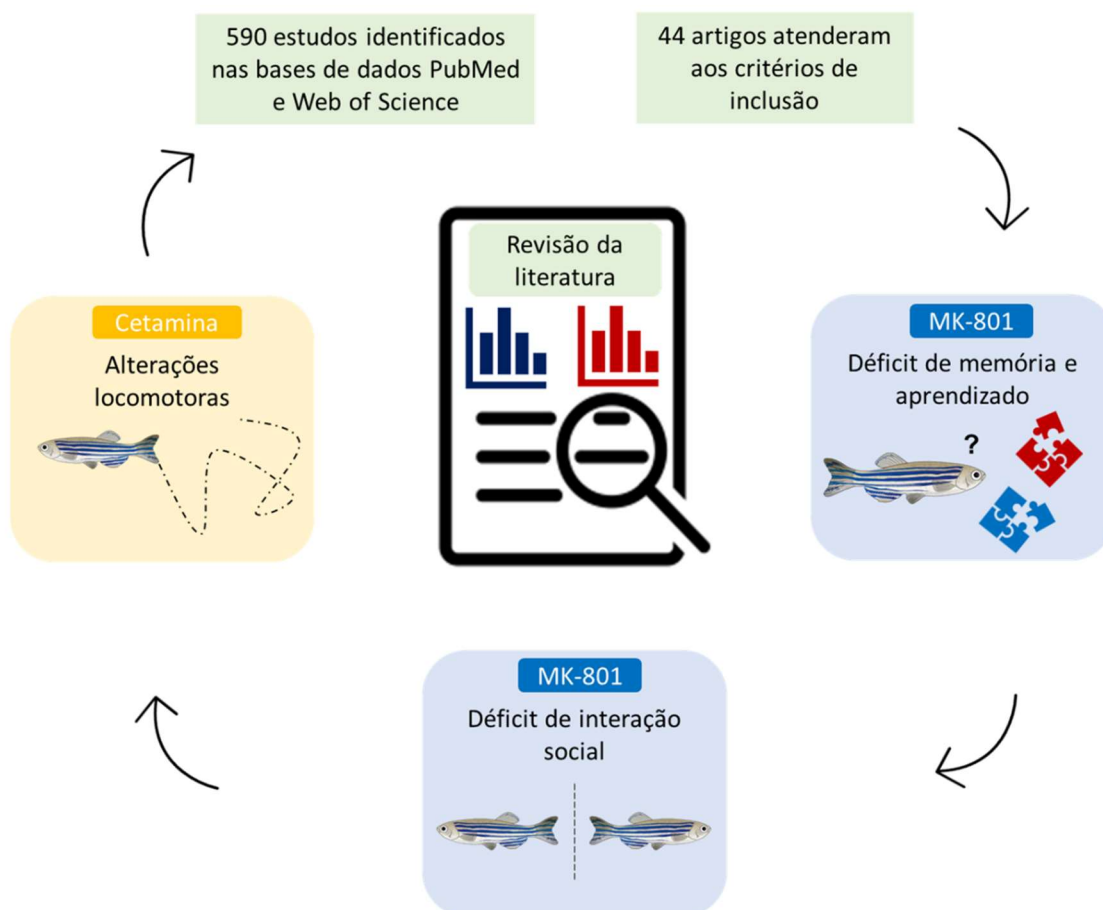 590 estudos identificados
nas bases de dados PubMed
e Web of Science
44 artigos atenderam
aos critérios de
inclusão
Revisão da
literatura
Cetamina
Alterações
locomotoras
MK-801
Déficit de memória e
aprendizado
?
MK-801
Déficit de interação
social